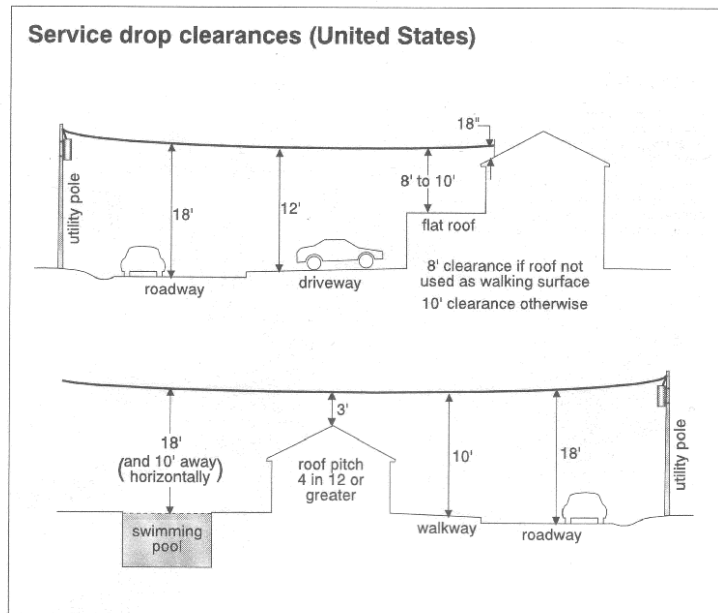 Service drop clearances (United States)
18"
utility pole
18'
12'
8' to 10'
flat roof
roadway
driveway
8' clearance if roof not
used as walking surface
10' clearance otherwise
18'
(and 10' away)
horizontally
3'
roof pitch
4 in 12 or
greater
10'
18'
utility pole
swimming
pool
walkway
roadway